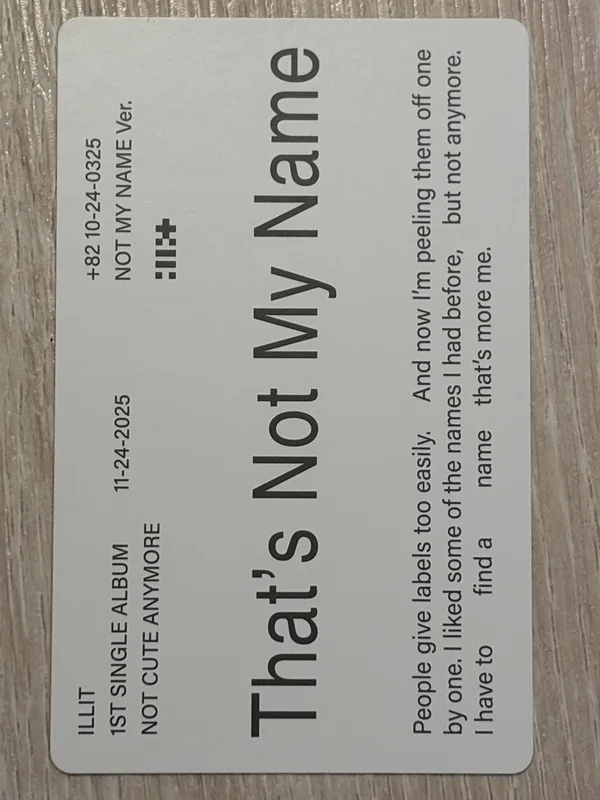 ILLIT
1ST SINGLE ALBUM 11-24-2025
NOT CUTE ANYMORE
+82 10-24-0325
NOT MY NAME Ver.
That's Not My Name
People give labels too easily. And now I'm peeling them off one
by one. I liked some of the names I had before, but not anymore.
I have to find a name that's more me.